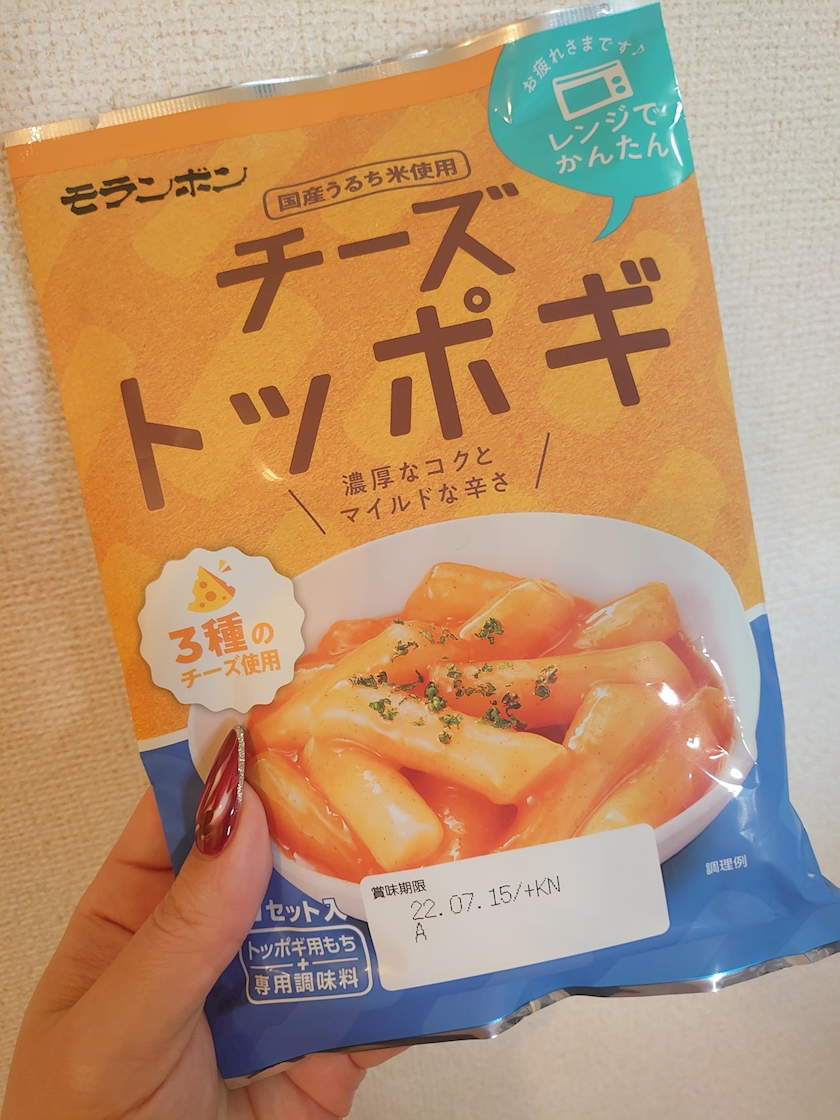 お疲れさまです♪
レンジで
かんたん
モランボン
国産うるち米使用
チーズ
トッポギ
濃厚なコクと
マイルドな辛さ
3種の
チーズ使用
調理例
賞味期限
22.07.15/+KN
A
セット入
トッポギ用もち
+
専用調味料